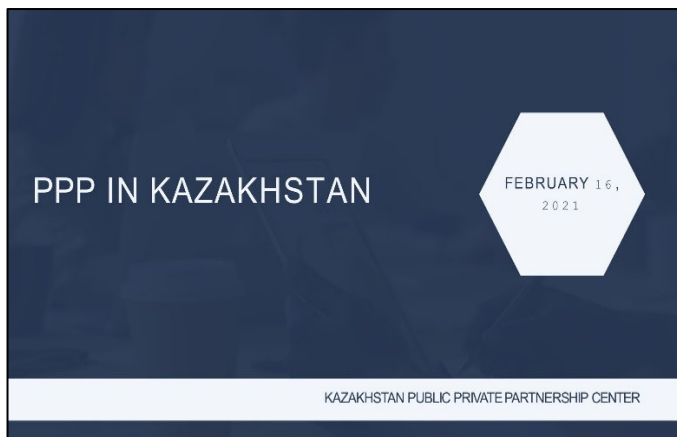 PPP IN KAZAKHSTAN
FEBRUARY 16,
2021
KAZAKHSTAN PUBLIC PRIVATE PARTNERSHIP CENTER